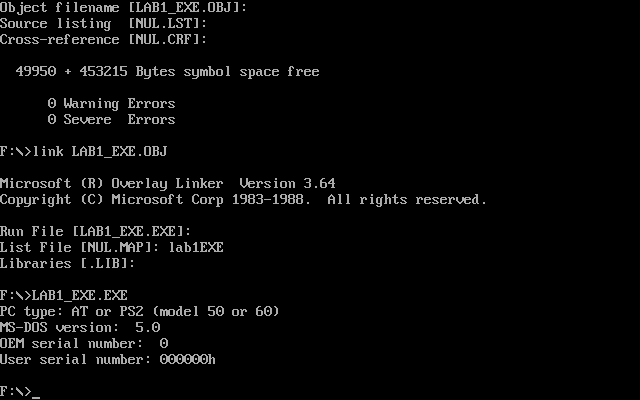 Object filename [LAB1_EXE.OBJ]:
Source listing  [NUL.LST]:
Cross-reference [NUL.CRF]:
  49950 + 453215 Bytes symbol space free
      0 Warning Errors
      0 Severe  Errors
F:\>link LAB1_EXE.OBJ
Microsoft (R) Overlay Linker  Version 3.64
Copyright (C) Microsoft Corp 1983-1988.  All rights reserved.
Run File [LAB1_EXE.EXE]:
List File [NUL.MAP]: lab1EXE
Libraries [.LIB]:
F:\>LAB1_EXE.EXE
PC type: AT or PS2 (model 50 or 60)
MS-DOS version:  5.0
OEM serial number:  0
User serial number: 000000h
F:\>_